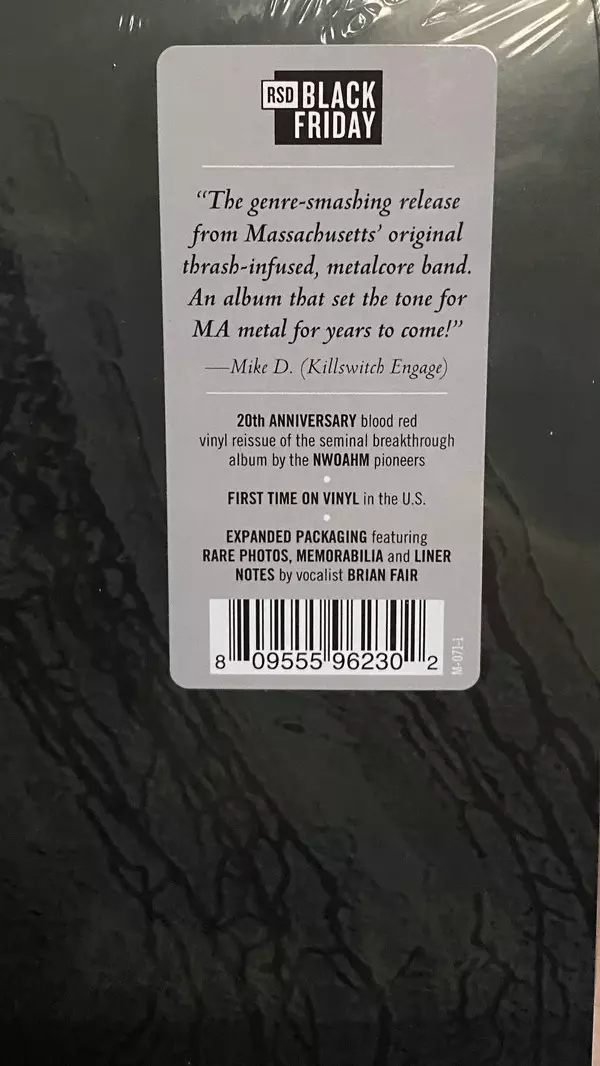 RSD BLACK
FRIDAY
“The genre-smashing release
from Massachusetts’ original
thrash-infused, metalcore band.
An album that set the tone for
MA metal for years to come!”
—Mike D. (Killswitch Engage)
20th ANNIVERSARY blood red
vinyl reissue of the seminal breakthrough
album by the NWOAHM pioneers
FIRST TIME ON VINYL in the U.S.
EXPANDED PACKAGING featuring
RARE PHOTOS, MEMORABILIA and LINER
NOTES by vocalist BRIAN FAIR
8 09555 96230 2
M-071-1